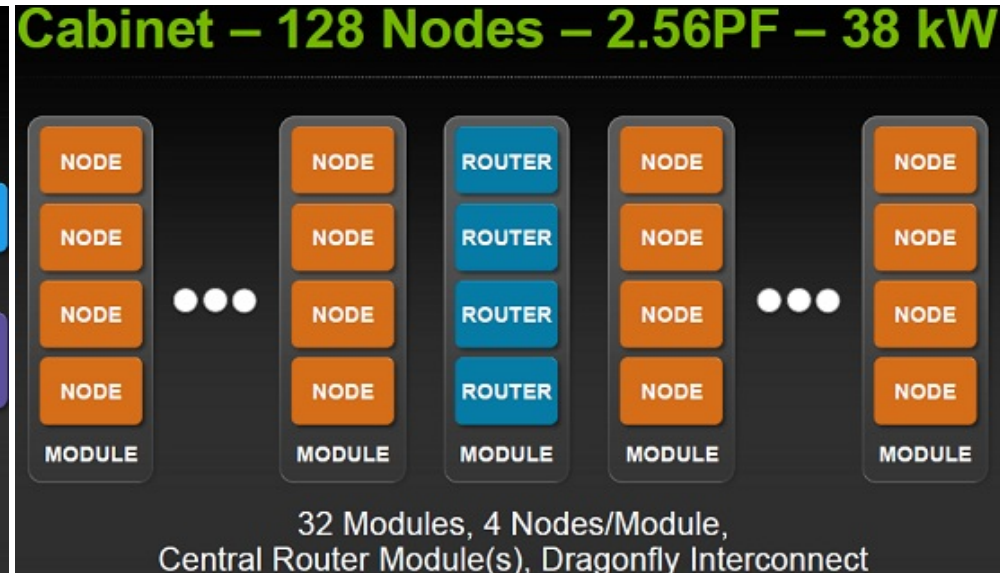 Cabinet – 128 Nodes – 2.56PF – 38 kW
NODE NODE ROUTER NODE NODE
NODE NODE ROUTER NODE NODE
NODE NODE ROUTER NODE NODE
NODE NODE ROUTER NODE NODE
MODULE MODULE MODULE MODULE MODULE
32 Modules, 4 Nodes/Module,
Central Router Module(s), Dragonfly Interconnect